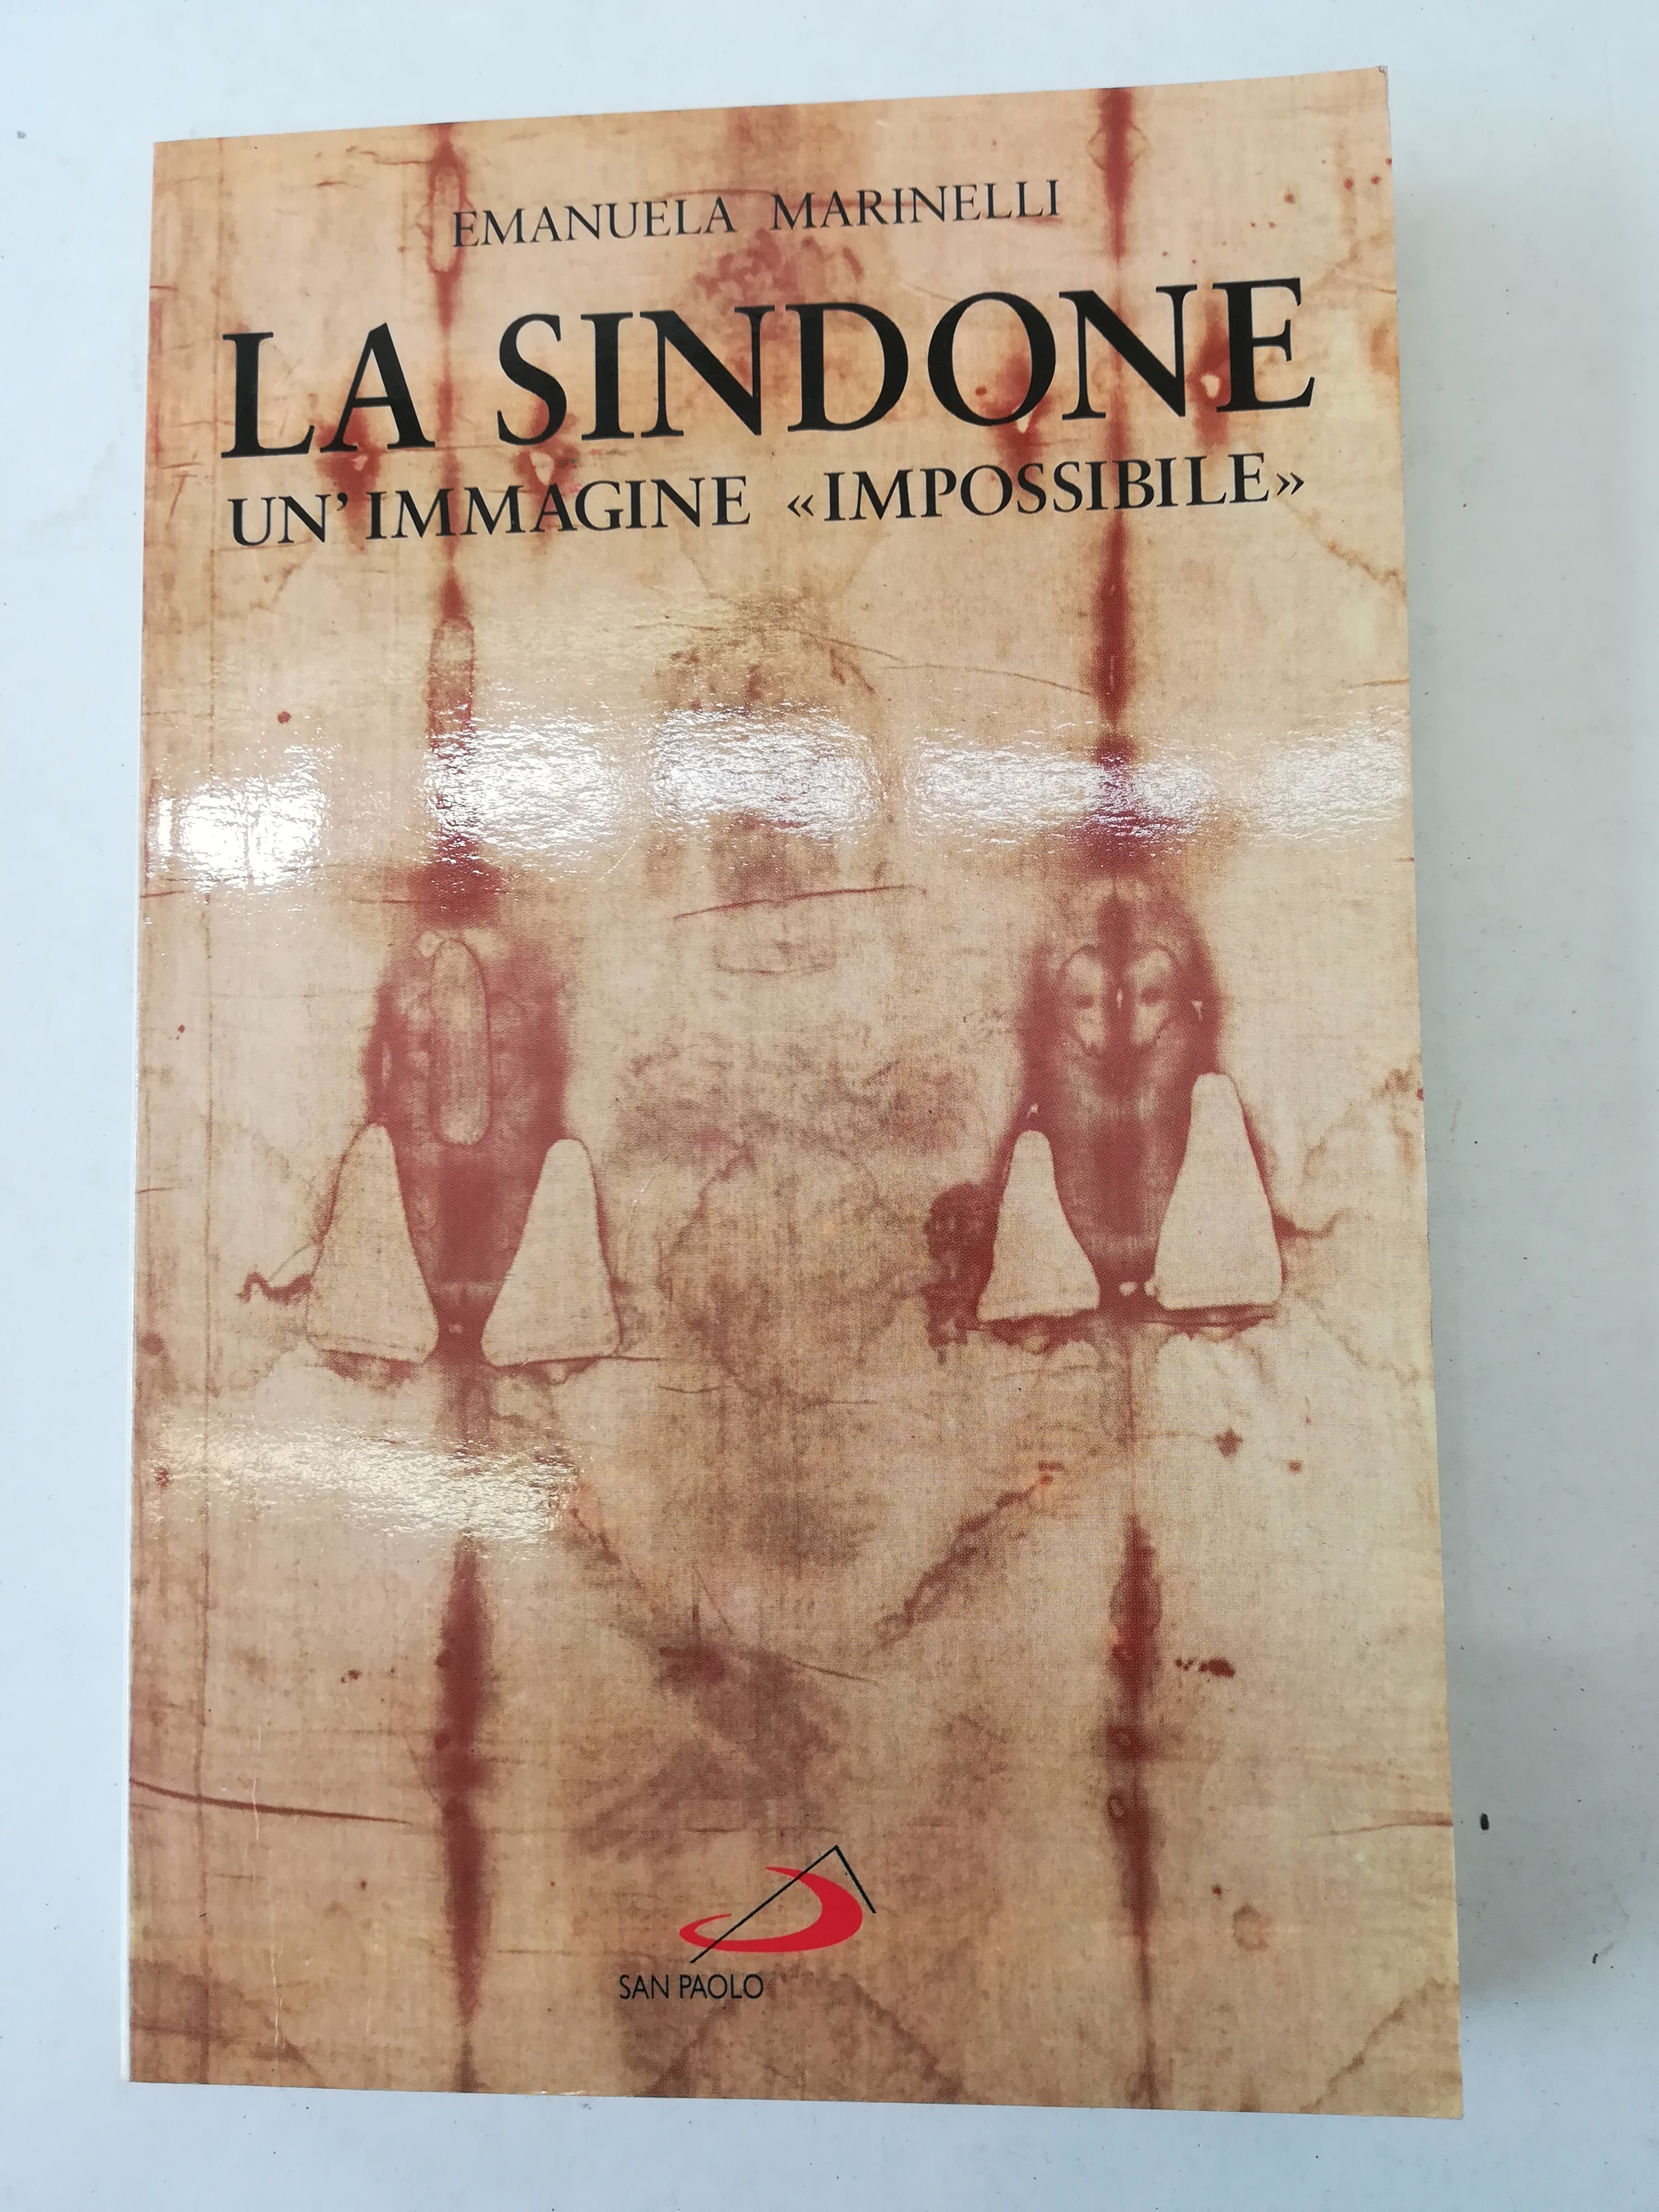 EMANUELA MARINELLI
LA SINDONE
UN'IMMAGINE «IMPOSSIBILE»
SAN PAOLO